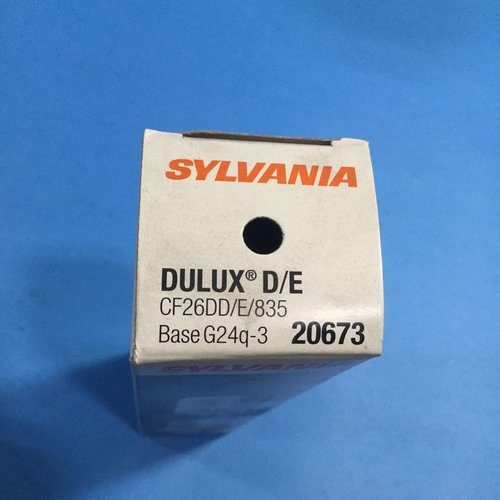 SYLVANIA
DULUX® D/E
CF26DD/E/835
Base G24q-3 20673